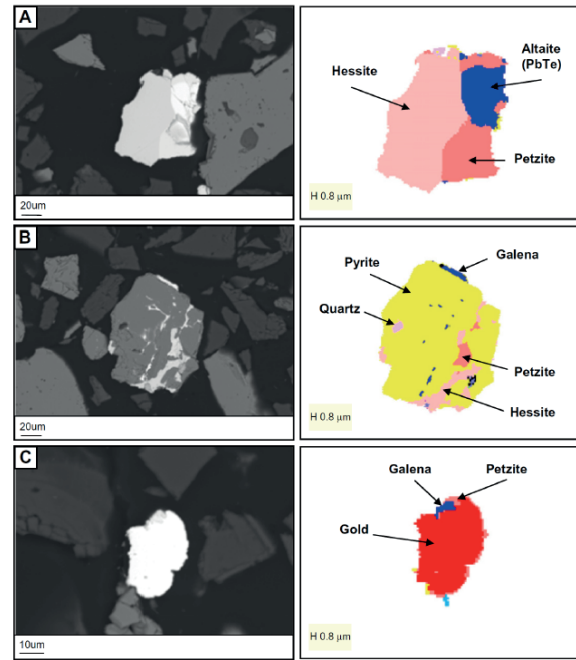 A
20um
Hessite
Altaite
(PbTe)
Petzite
H 0.8 µm
B
20um
Pyrite
Galena
Quartz
Petzite
Hessite
H 0.8 µm
C
10um
Galena
Petzite
Gold
H 0.8 µm